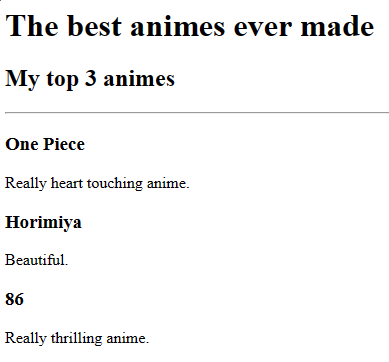 The best animes ever made
My top 3 animes
One Piece
Really heart touching anime.
Horimiya
Beautiful.
86
Really thrilling anime.